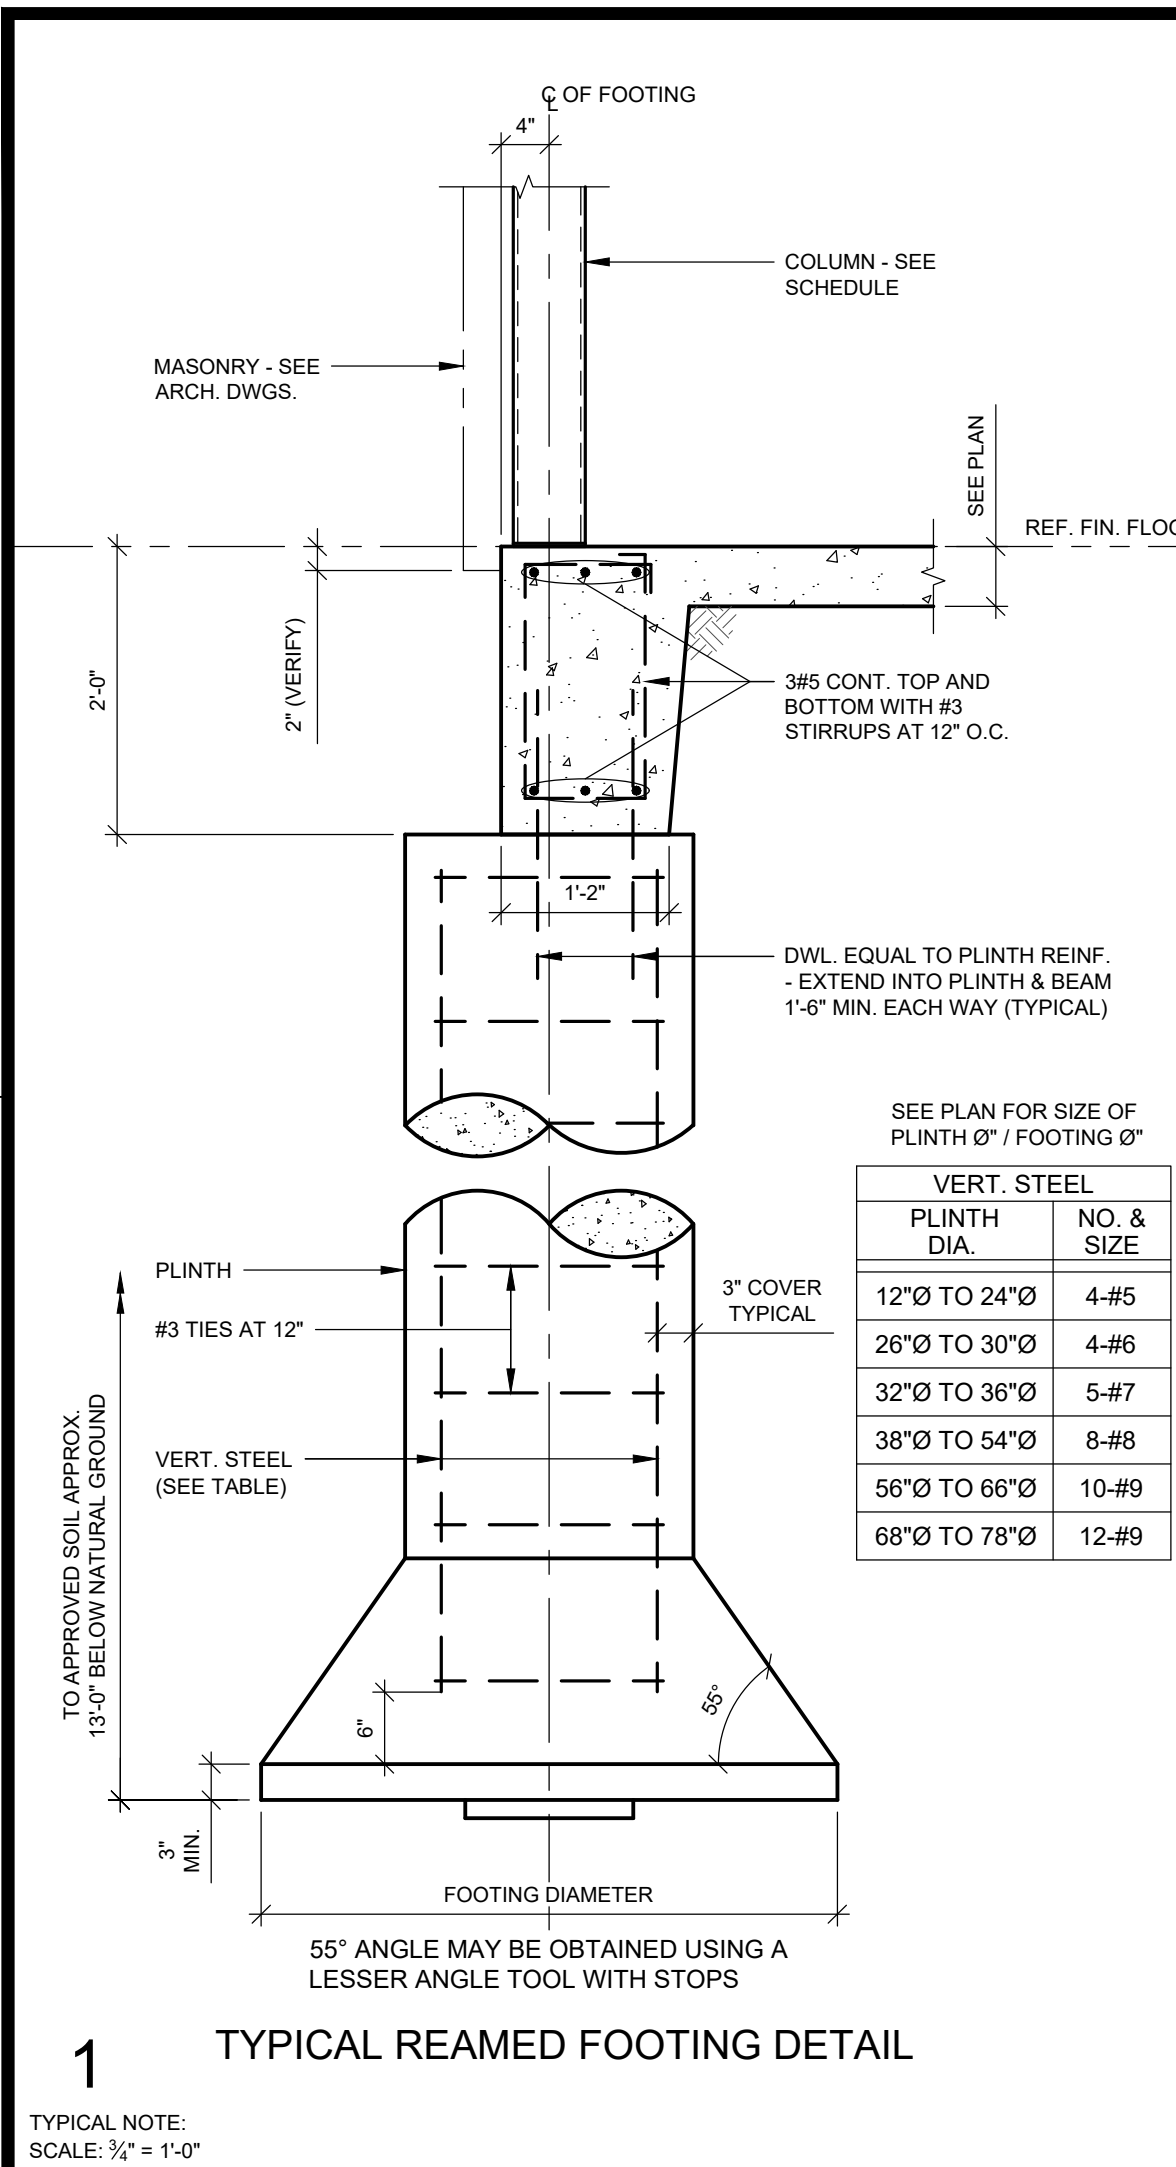 ℄ OF FOOTING
4"
COLUMN - SEE
SCHEDULE
MASONRY - SEE
ARCH. DWGS.
SEE PLAN
REF. FIN. FLOO
2'-0"
2" (VERIFY)
3#5 CONT. TOP AND
BOTTOM WITH #3
STIRRUPS AT 12" O.C.
1'-2"
DWL. EQUAL TO PLINTH REINF.
- EXTEND INTO PLINTH & BEAM
1'-6" MIN. EACH WAY (TYPICAL)
SEE PLAN FOR SIZE OF
PLINTH Ø" / FOOTING Ø"
VERT. STEEL
PLINTH DIA. NO. & SIZE
12"Ø TO 24"Ø 4-#5
26"Ø TO 30"Ø 4-#6
32"Ø TO 36"Ø 5-#7
38"Ø TO 54"Ø 8-#8
56"Ø TO 66"Ø 10-#9
68"Ø TO 78"Ø 12-#9
PLINTH
3" COVER
TYPICAL
#3 TIES AT 12"
VERT. STEEL
(SEE TABLE)
TO APPROVED SOIL APPROX.
13'-0" BELOW NATURAL GROUND
6"
55°
3"
MIN.
FOOTING DIAMETER
55° ANGLE MAY BE OBTAINED USING A
LESSER ANGLE TOOL WITH STOPS
1
TYPICAL REAMED FOOTING DETAIL
TYPICAL NOTE:
SCALE: ¾" = 1'-0"